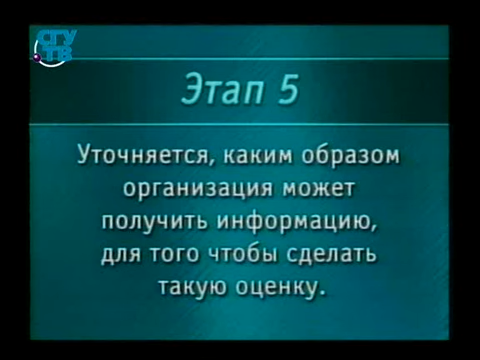 СГУ
ТВ
Этап 5
Уточняется, каким образом
организация может
получить информацию,
для того чтобы сделать
такую оценку.